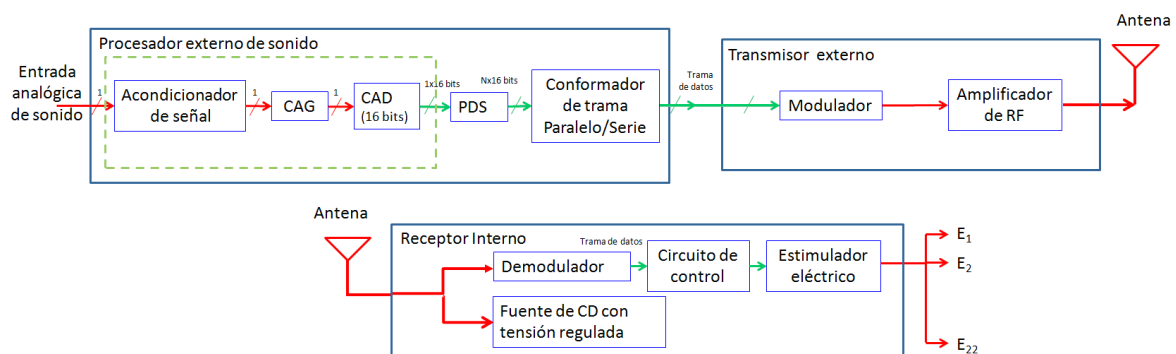 Procesador externo de sonido
Entrada
analógica
de sonido
1
Acondicionador
de señal
1
CAG
1
CAD
(16 bits)
1x16 bits
PDS
Nx16 bits
Conformador
de trama
Paralelo/Serie
Trama
de datos
Transmisor externo
Modulador
Amplificador
de RF
Antena
Antena
Receptor Interno
Demodulador
Trama de datos
Circuito de
control
Estimulador
eléctrico
Fuente de CD con
tensión regulada
E1
E2
E22